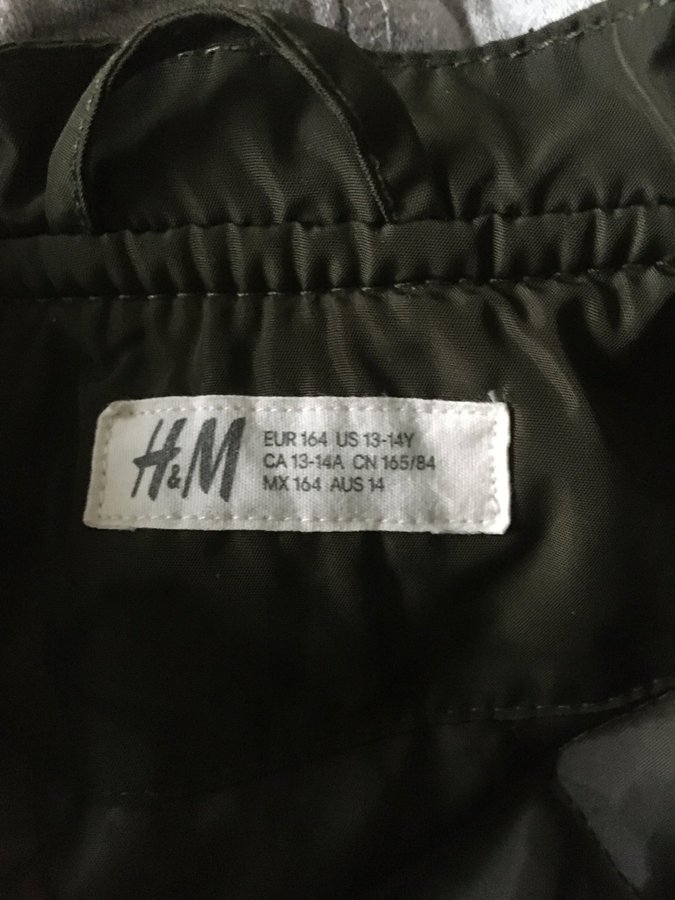 H&M
EUR 164 US 13-14Y
CA 13-14A CN 165/84
MX 164 AUS 14